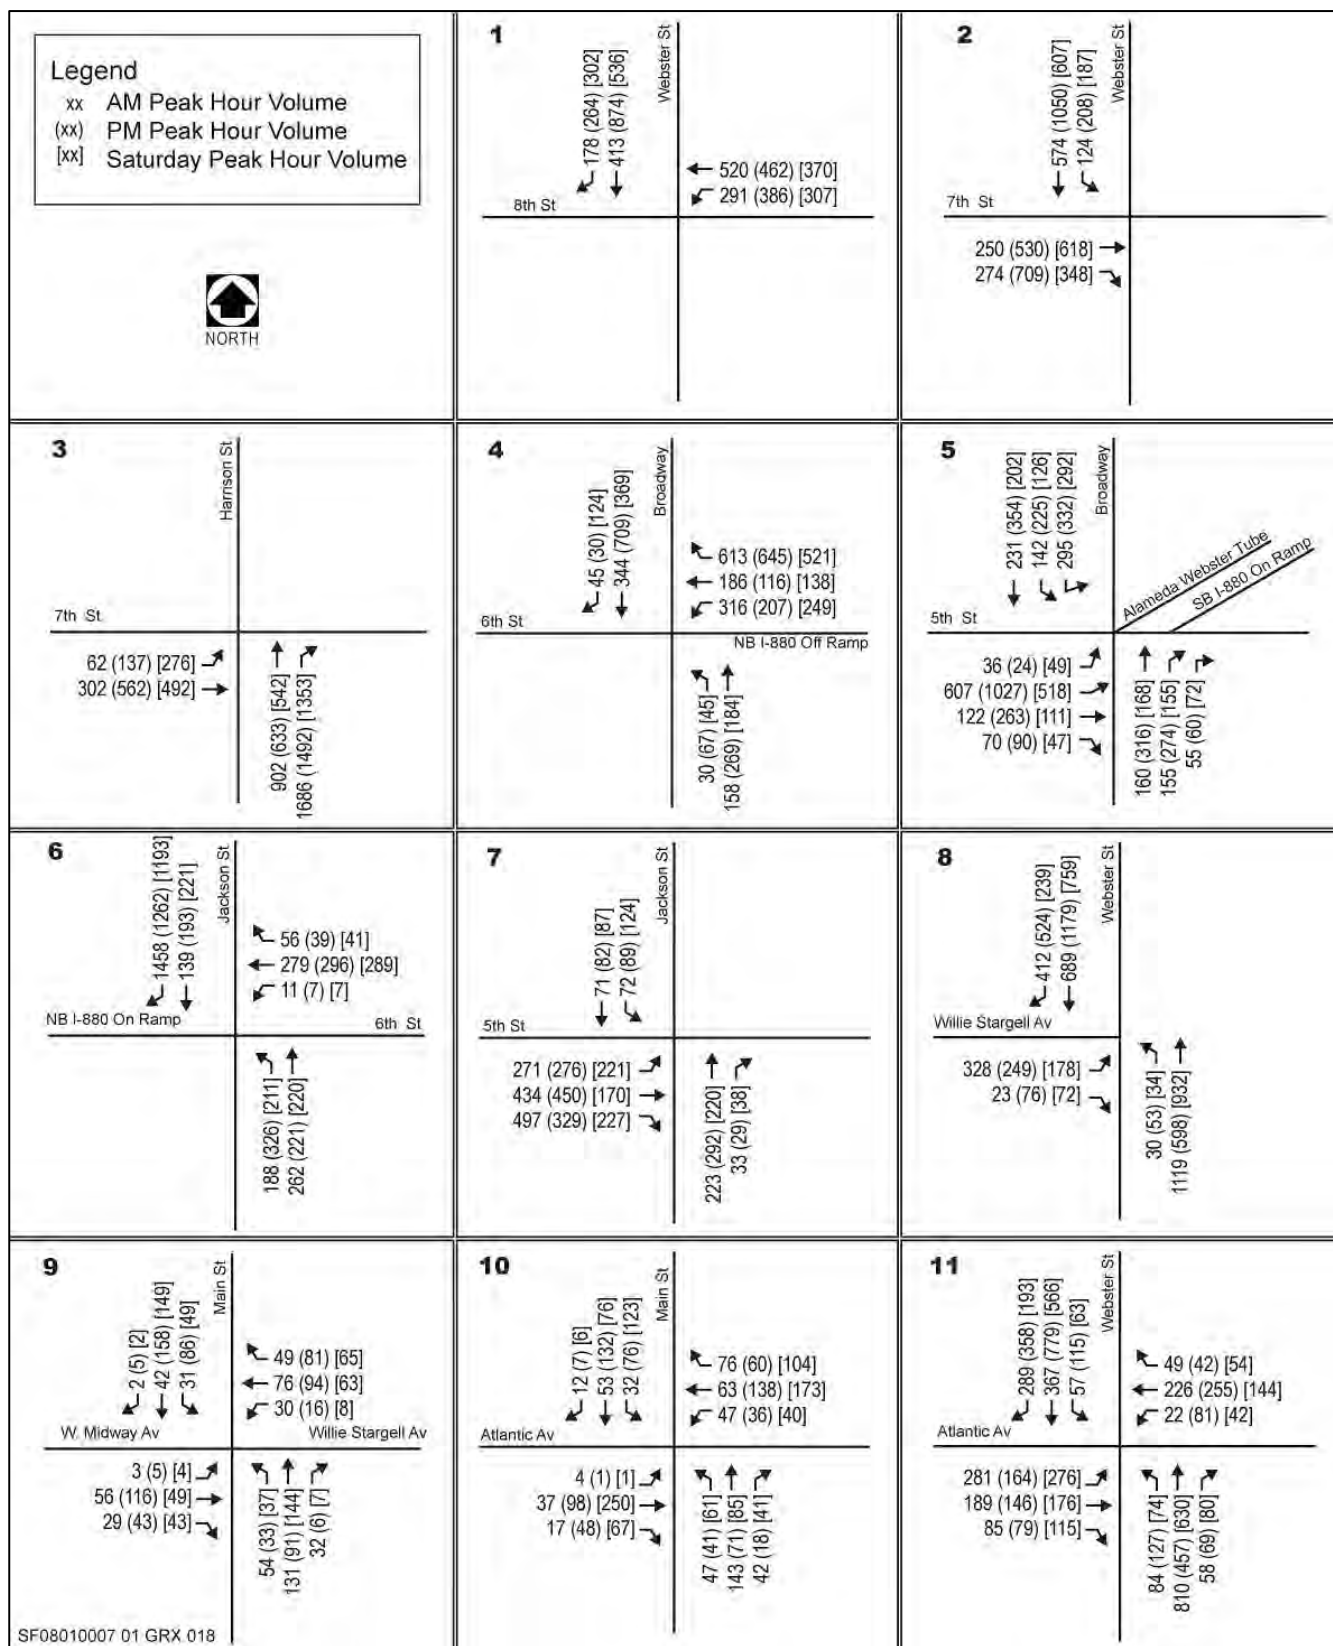 Legend
xx AM Peak Hour Volume
(xx) PM Peak Hour Volume
[xx] Saturday Peak Hour Volume
NORTH
1
Webster St
178 (264) [302]
413 (874) [536]
520 (462) [370]
291 (386) [307]
8th St
2
Webster St
574 (1050) [607]
124 (208) [187]
7th St
250 (530) [618]
274 (709) [348]
3
Harrison St
7th St
62 (137) [276]
302 (562) [492]
902 (633) [542]
1686 (1492) [1353]
4
Broadway
45 (30) [124]
344 (709) [369]
613 (645) [521]
186 (116) [138]
316 (207) [249]
6th St
NB I-880 Off Ramp
30 (67) [45]
158 (269) [184]
5
Broadway
231 (354) [202]
142 (225) [126]
295 (332) [292]
Alameda Webster Tube
SB I-880 On Ramp
5th St
36 (24) [49]
607 (1027) [518]
122 (263) [111]
70 (90) [47]
160 (316) [168]
155 (274) [155]
55 (60) [72]
6
Jackson St
1458 (1262) [1193]
139 (193) [221]
56 (39) [41]
279 (296) [289]
11 (7) [7]
NB I-880 On Ramp
6th St
188 (326) [211]
262 (221) [220]
7
Jackson St
71 (82) [87]
72 (89) [124]
5th St
271 (276) [221]
434 (450) [170]
497 (329) [227]
223 (292) [220]
33 (29) [38]
8
Webster St
412 (524) [239]
689 (1179) [759]
Willie Stargell Av
328 (249) [178]
23 (76) [72]
30 (53) [34]
1119 (598) [932]
9
Main St
2 (5) [2]
42 (158) [149]
31 (86) [49]
49 (81) [65]
76 (94) [63]
30 (16) [8]
W. Midway Av
Willie Stargell Av
3 (5) [4]
56 (116) [49]
29 (43) [43]
54 (33) [37]
131 (91) [144]
32 (6) [7]
10
Main St
12 (7) [6]
53 (132) [76]
32 (76) [123]
76 (60) [104]
63 (138) [173]
47 (36) [40]
Atlantic Av
4 (1) [1]
37 (98) [250]
17 (48) [67]
47 (41) [61]
143 (71) [85]
42 (18) [41]
11
Webster St
289 (358) [193]
367 (779) [566]
57 (115) [63]
49 (42) [54]
226 (255) [144]
22 (81) [42]
Atlantic Av
281 (164) [276]
189 (146) [176]
85 (79) [115]
84 (127) [74]
810 (457) [630]
58 (69) [80]
SF08010007 01 GRX 018